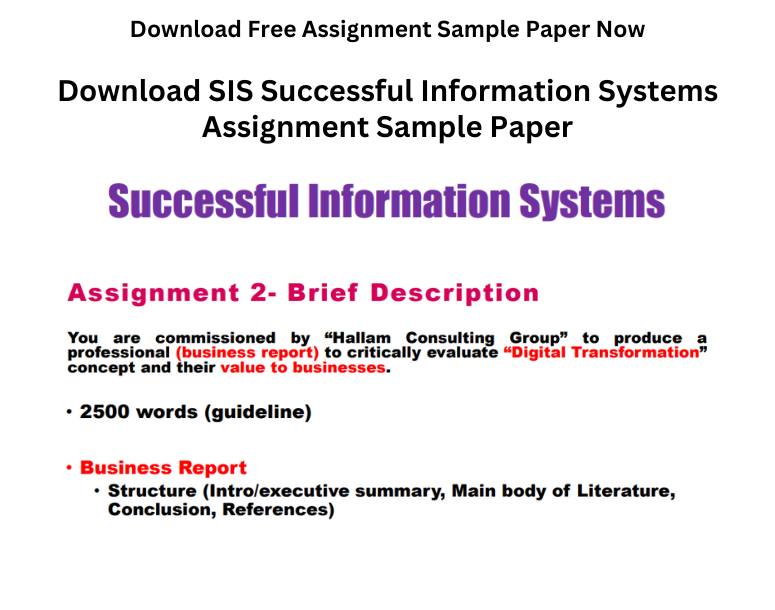 Download Free Assignment Sample Paper Now
Download SIS Successful Information Systems
Assignment Sample Paper
Successful Information Systems
Assignment 2- Brief Description
You are commissioned by “Hallam Consulting Group” to produce a
professional (business report) to critically evaluate “Digital Transformation”
concept and their value to businesses.
• 2500 words (guideline)
• Business Report
• Structure (Intro/executive summary, Main body of Literature,
Conclusion, References)